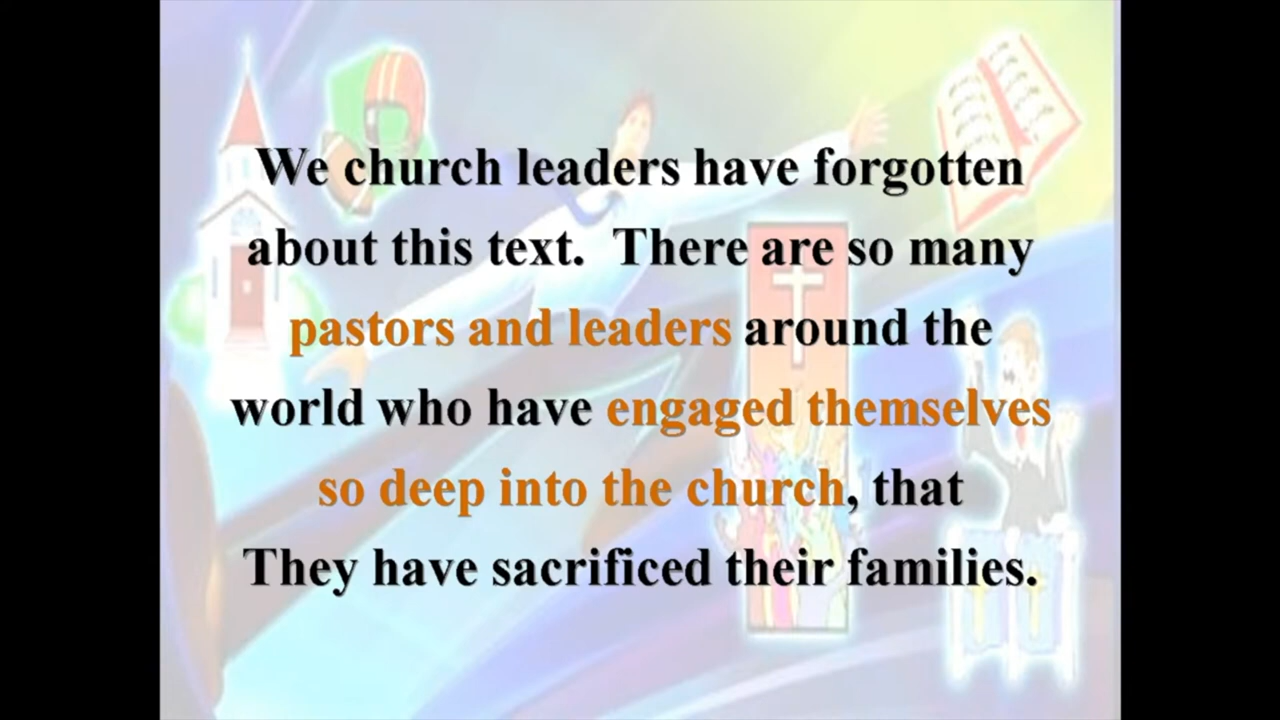 We church leaders have forgotten
about this text.  There are so many
pastors and leaders around the
world who have engaged themselves
so deep into the church, that
They have sacrificed their families.